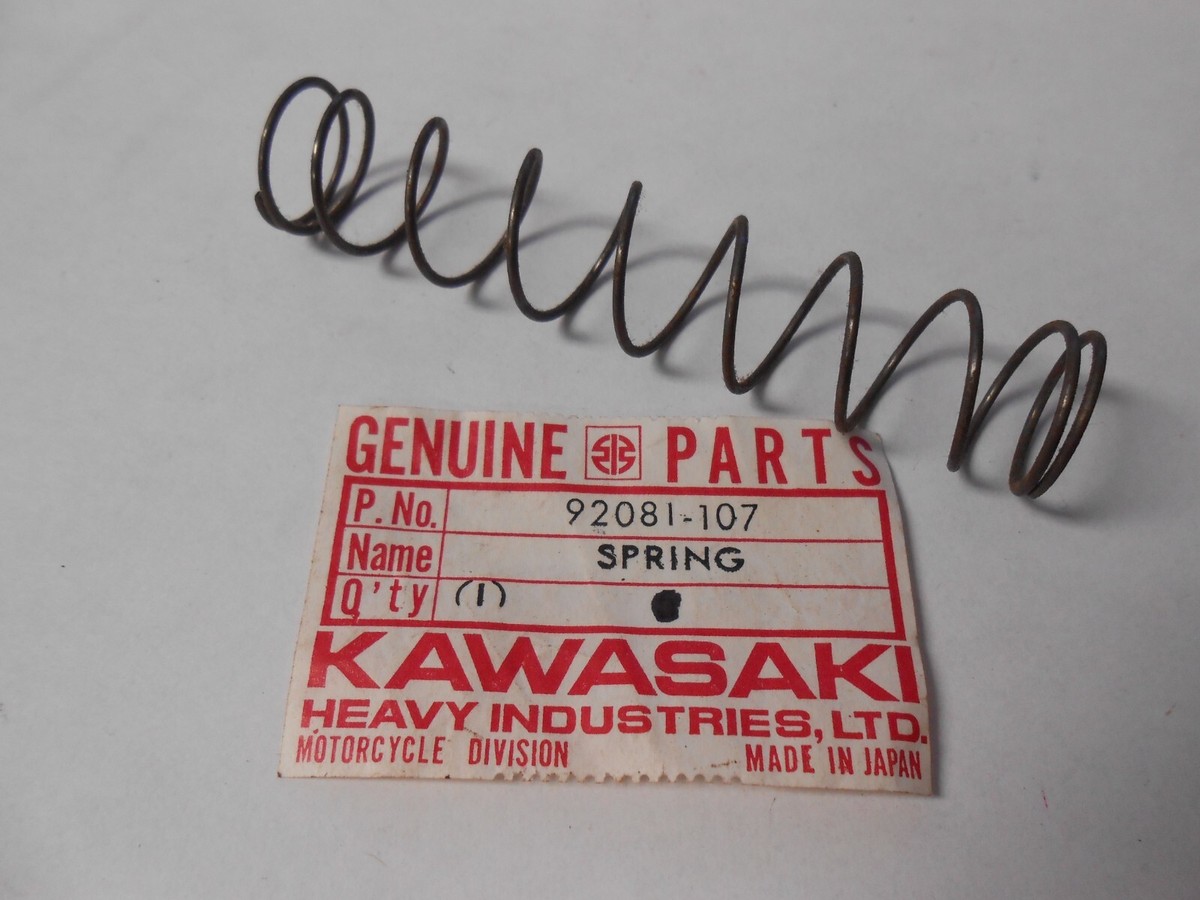 GENUINE PARTS
P. No. 92081-107
Name SPRING
Q'ty (1)
KAWASAKI
HEAVY INDUSTRIES, LTD.
MOTORCYCLE DIVISION MADE IN JAPAN